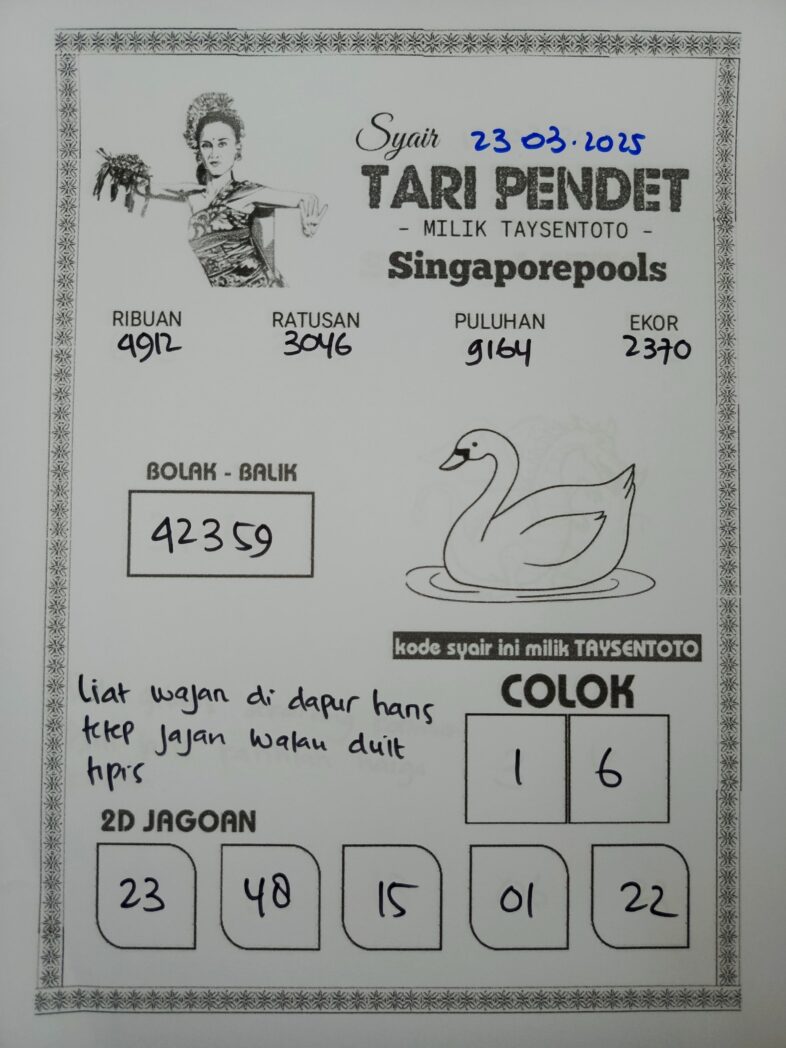 Syair 23 03.2025
TARI PENDET
- MILIK TAYSENTOTO -
Singaporepools
RIBUAN RATUSAN PULUHAN EKOR
4912 3046 9164 2370
BOLAK - BALIK
42359
kode syair ini milik TAYSENTOTO
liat wajan di dapur hans
tetep jajan walau duit
tipis
COLOK
1 6
2D JAGOAN
23 48 15 01 22